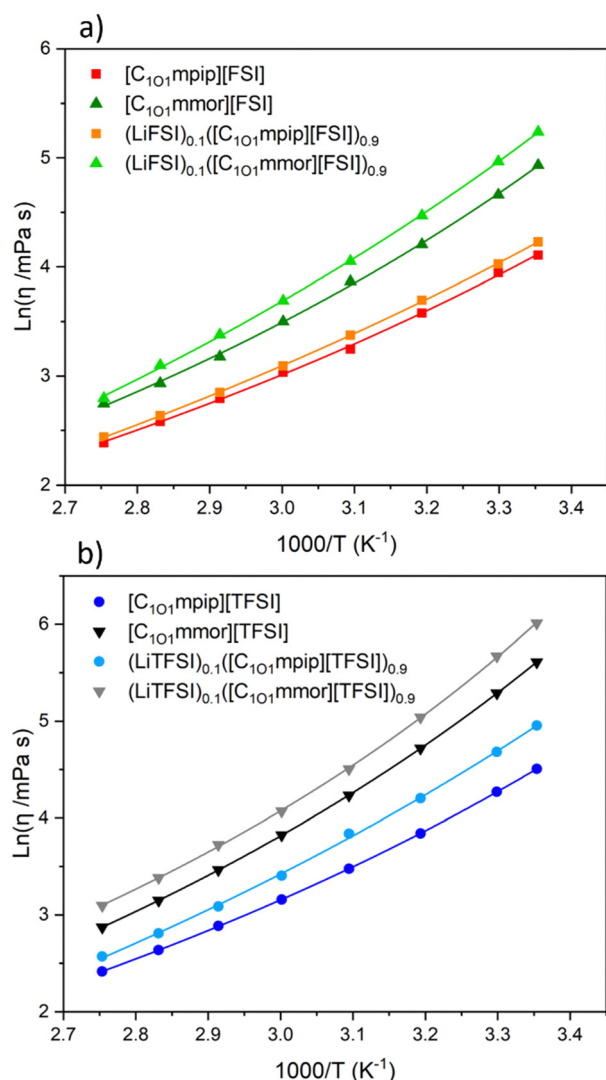 a)
6
5
4
3
2
Ln(η /mPa s)
[C₁O₁mpip][FSI]
[C₁O₁mmor][FSI]
(LiFSI)₀.₁([C₁O₁mpip][FSI])₀.₉
(LiFSI)₀.₁([C₁O₁mmor][FSI])₀.₉
2.7 2.8 2.9 3.0 3.1 3.2 3.3 3.4
1000/T (K⁻¹)
b)
6
5
4
3
2
Ln(η /mPa s)
[C₁O₁mpip][TFSI]
[C₁O₁mmor][TFSI]
(LiTFSI)₀.₁([C₁O₁mpip][TFSI])₀.₉
(LiTFSI)₀.₁([C₁O₁mmor][TFSI])₀.₉
2.7 2.8 2.9 3.0 3.1 3.2 3.3 3.4
1000/T (K⁻¹)